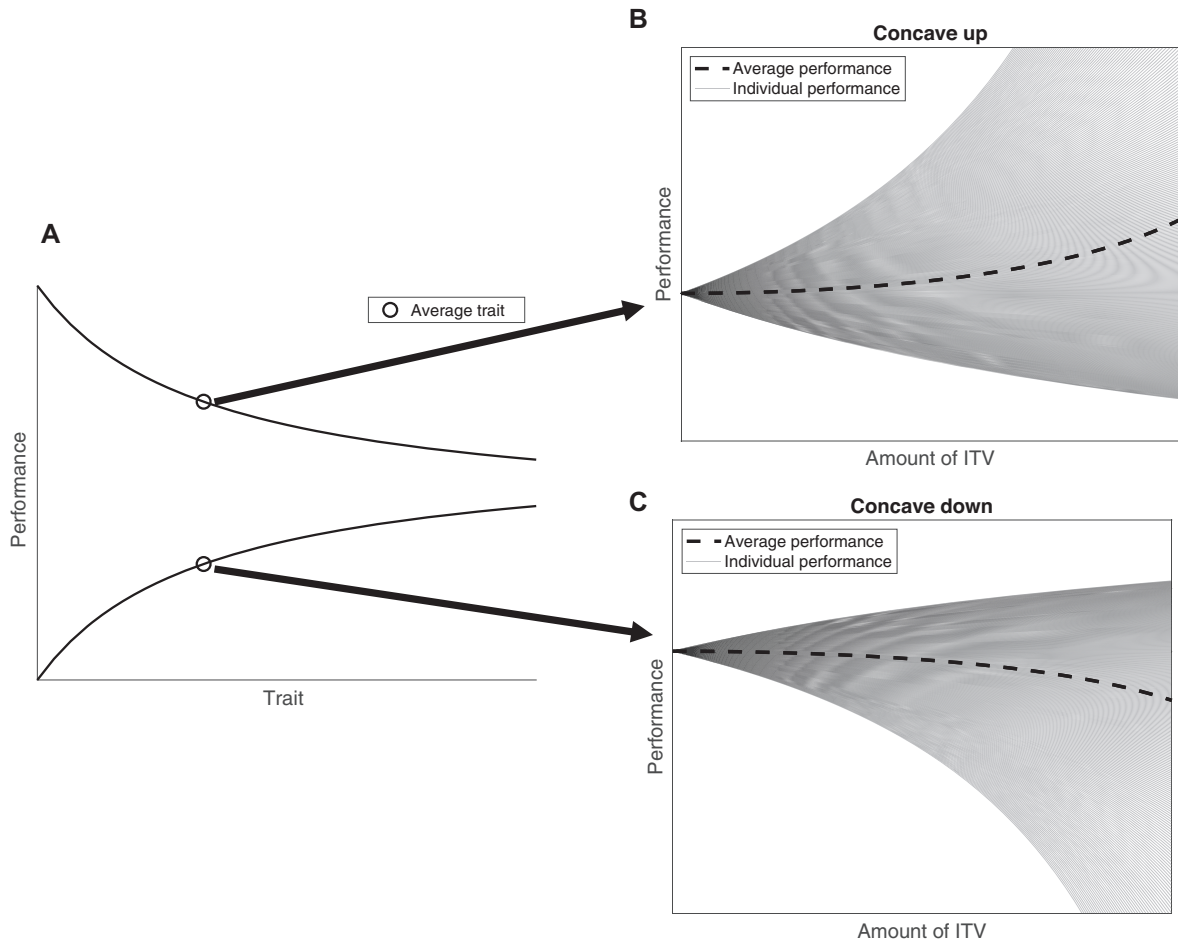 A
Performance
Average trait
Trait
B
Concave up
Average performance
Individual performance
Performance
Amount of ITV
C
Concave down
Average performance
Individual performance
Performance
Amount of ITV